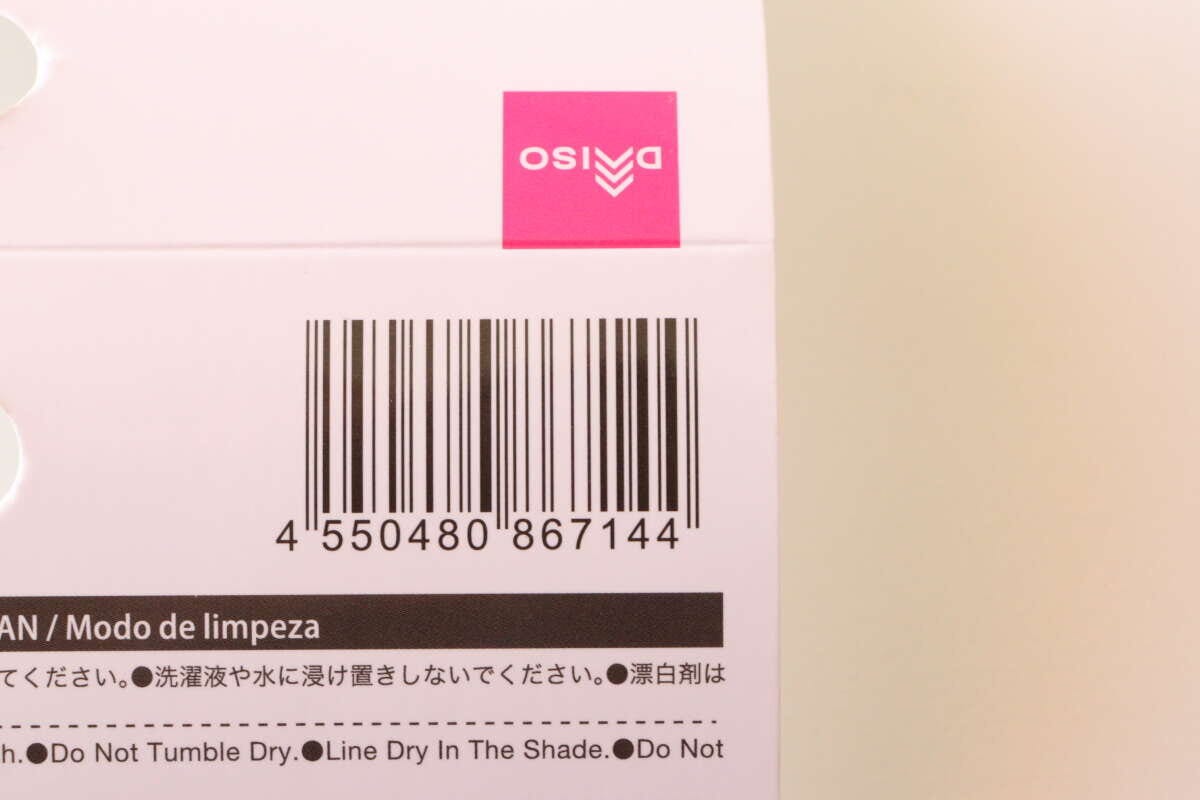 DAISO
4 550480 867144
AN / Modo de limpeza
てください。●洗濯液や水に浸け置きしないでください。●漂白剤は
h.●Do Not Tumble Dry.●Line Dry In The Shade.●Do Not